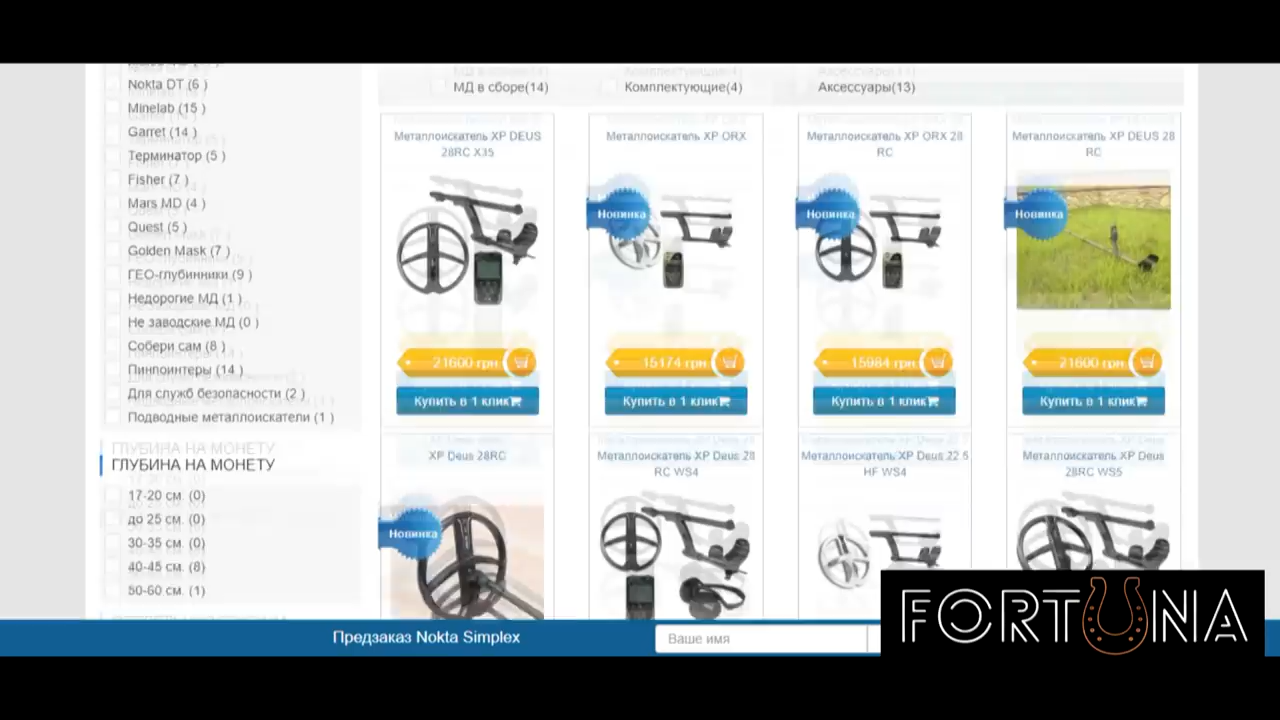 Nokta DT (6 )
Minelab (15 )
Garret (14 )
Терминатор (5 )
Fisher (7 )
Mars MD (4 )
Quest (5 )
Golden Mask (7 )
ГЕО-глубинники (9 )
Недорогие МД (1 )
Не заводские МД (0 )
Собери сам (8 )
Пинпоинтеры (14 )
Для служб безопасности (2 )
Подводные металлоискатели (1 )
ГЛУБИНА НА МОНЕТУ
17-20 см. (0)
до 25 см. (0)
30-35 см. (0)
40-45 см. (8)
50-60 см. (1)
МД в сборе(14)
Комплектующие(4)
Аксессуары(13)
Металлоискатель XP DEUS
28RC X35
Новинка
Металлоискатель XP ORX
Новинка
Металлоискатель XP ORX 28
RC
Новинка
Металлоискатель XP DEUS 28
RC
21600 грн
15174 грн
15984 грн
21600 грн
Купить в 1 клик
Купить в 1 клик
Купить в 1 клик
Купить в 1 клик
XP Deus 28RC
Новинка
Металлоискатель XP Deus 28
RC WS4
Металлоискатель XP Deus 22.5
HF WS4
Металлоискатель XP Deus
28RC WS5
Предзаказ Nokta Simplex
Ваше имя
FORTUNA